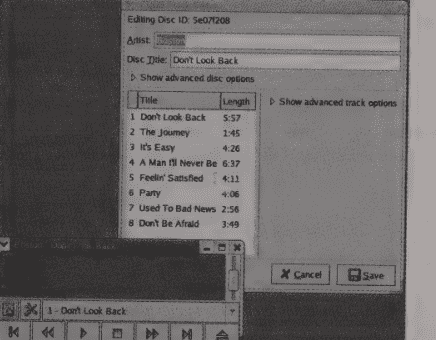 Editing Disc ID: 5e07f208
Artist:
Disc Title: Don't Look Back
Show advanced disc options
Title Length
Show advanced track options
1 Don't Look Back 5:57
2 The Journey 1:45
3 It's Easy 4:26
4 A Man I'll Never Be 6:37
5 Feelin' Satisfied 4:11
6 Party 4:06
7 Used To Bad News 2:56
8 Don't Be Afraid 3:49
Cancel Save
1 - Don't Look Back